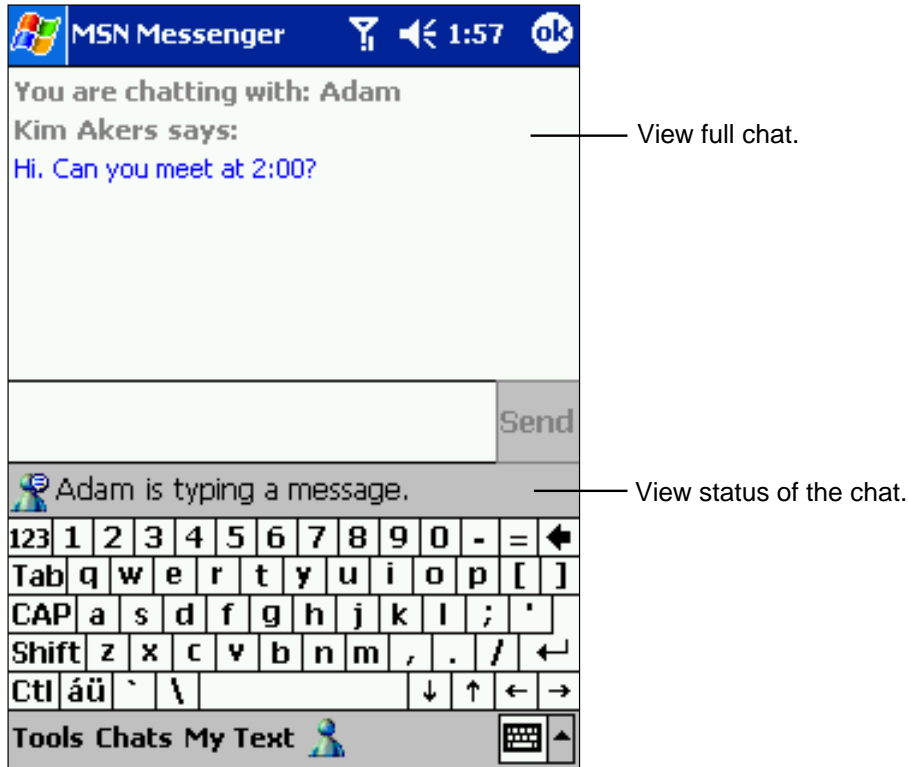 MSN Messenger 1:57 ok
You are chatting with: Adam
Kim Akers says:
Hi. Can you meet at 2:00?
View full chat.
Send
Adam is typing a message.
View status of the chat.
123 1 2 3 4 5 6 7 8 9 0 - = ←
Tab q w e r t y u i o p [ ]
CAP a s d f g h j k l ; '
Shift z x c v b n m , . / ↵
Ctl áü ` \ ↓ ↑ ← →
Tools Chats My Text